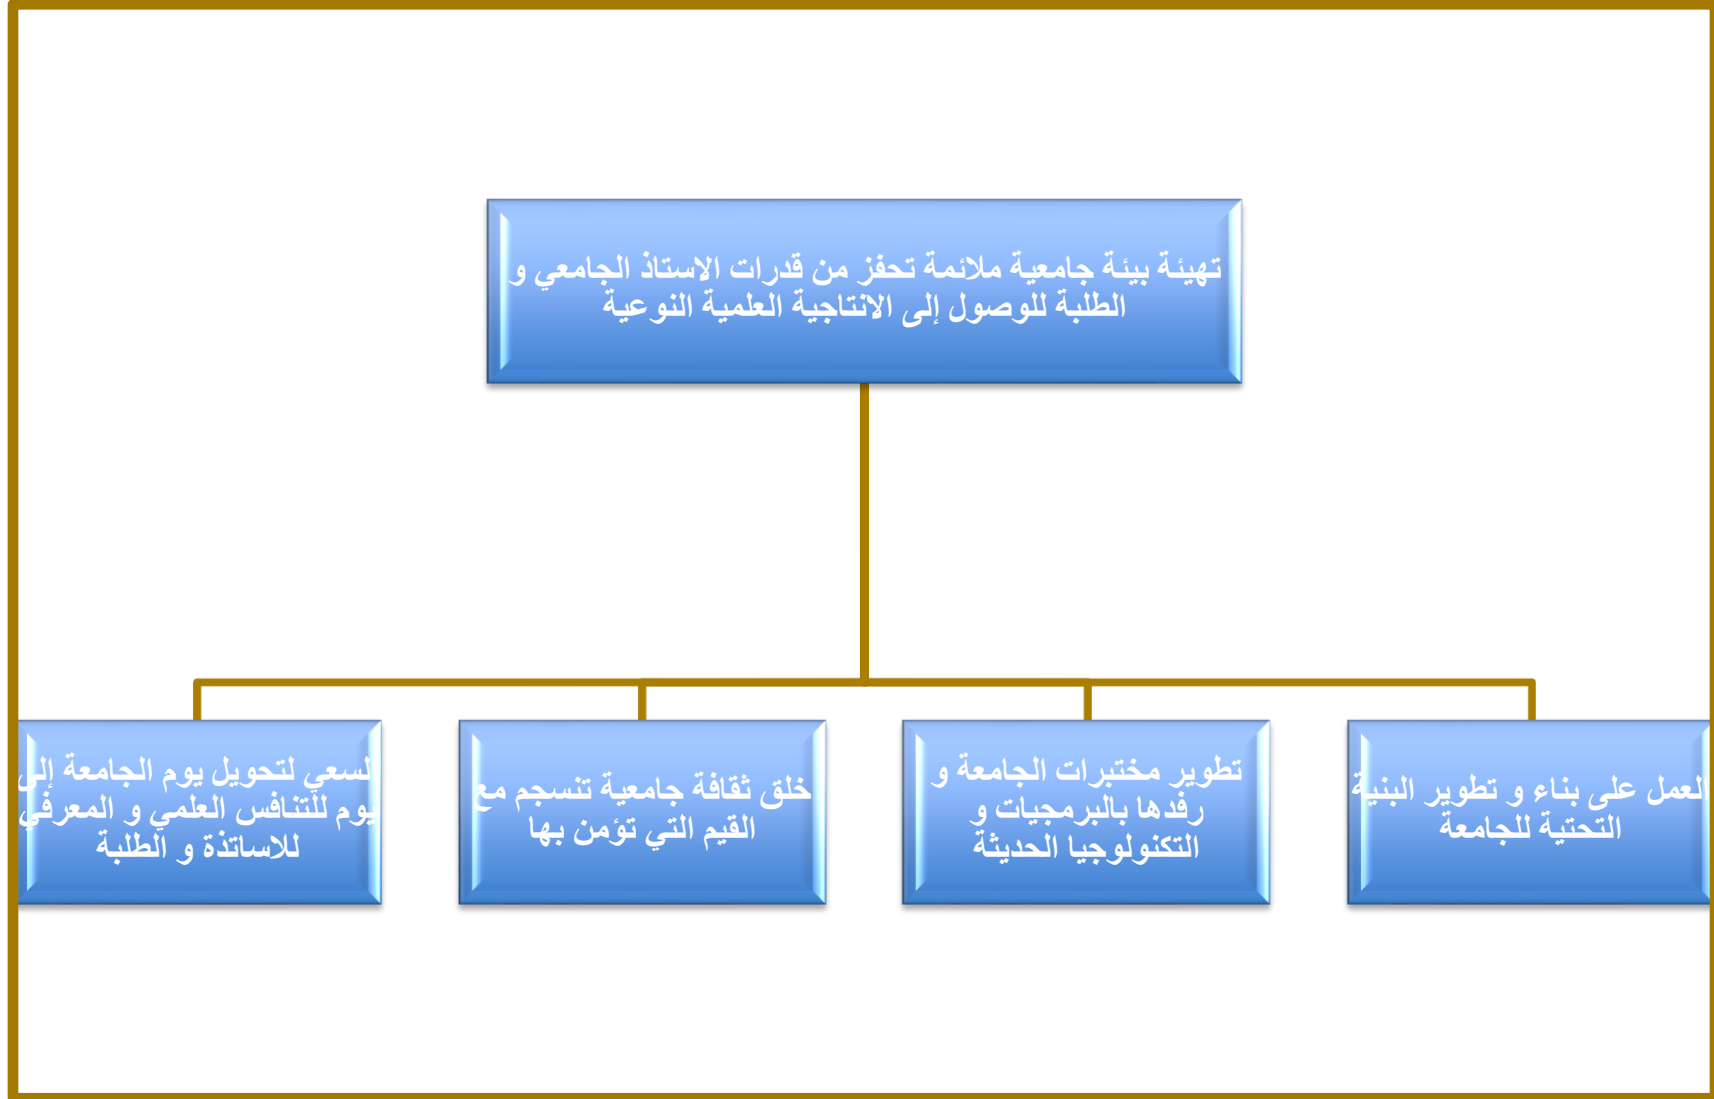 تهيئة بيئة جامعية ملائمة تحفز من قدرات الاستاذ الجامعي و
الطلبة للوصول إلى الانتاجية العلمية النوعية
العمل على بناء و تطوير البنية
التحتية للجامعة
تطوير مختبرات الجامعة و
رفدها بالبرمجيات و
التكنولوجيا الحديثة
خلق ثقافة جامعية تنسجم مع
القيم التي تؤمن بها
السعي لتحويل يوم الجامعة إلى
يوم للتنافس العلمي و المعرفي
للاساتذة و الطلبة